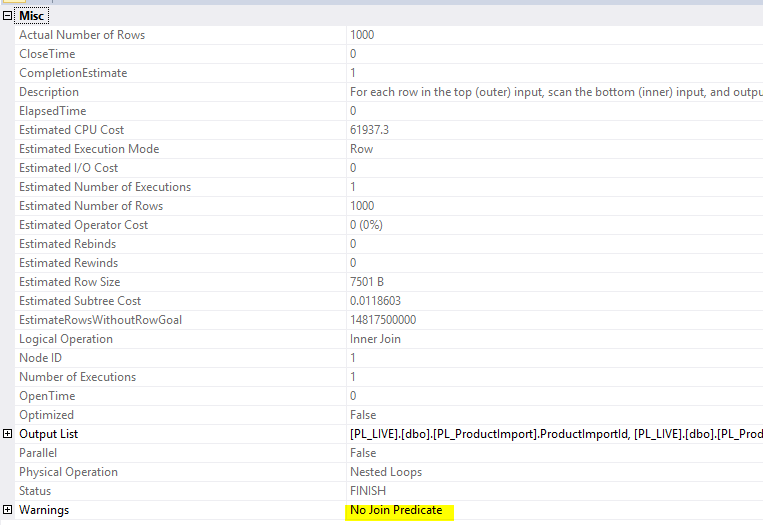 Misc
Actual Number of Rows 1000
CloseTime 0
CompletionEstimate 1
Description For each row in the top (outer) input, scan the bottom (inner) input, and outpu
ElapsedTime 0
Estimated CPU Cost 61937.3
Estimated Execution Mode Row
Estimated I/O Cost 0
Estimated Number of Executions 1
Estimated Number of Rows 1000
Estimated Operator Cost 0 (0%)
Estimated Rebinds 0
Estimated Rewinds 0
Estimated Row Size 7501 B
Estimated Subtree Cost 0.0118603
EstimateRowsWithoutRowGoal 14817500000
Logical Operation Inner Join
Node ID 1
Number of Executions 1
OpenTime 0
Optimized False
Output List [PL_LIVE].[dbo].[PL_ProductImport].ProductImportId, [PL_LIVE].[dbo].[PL_Prod
Parallel False
Physical Operation Nested Loops
Status FINISH
Warnings No Join Predicate